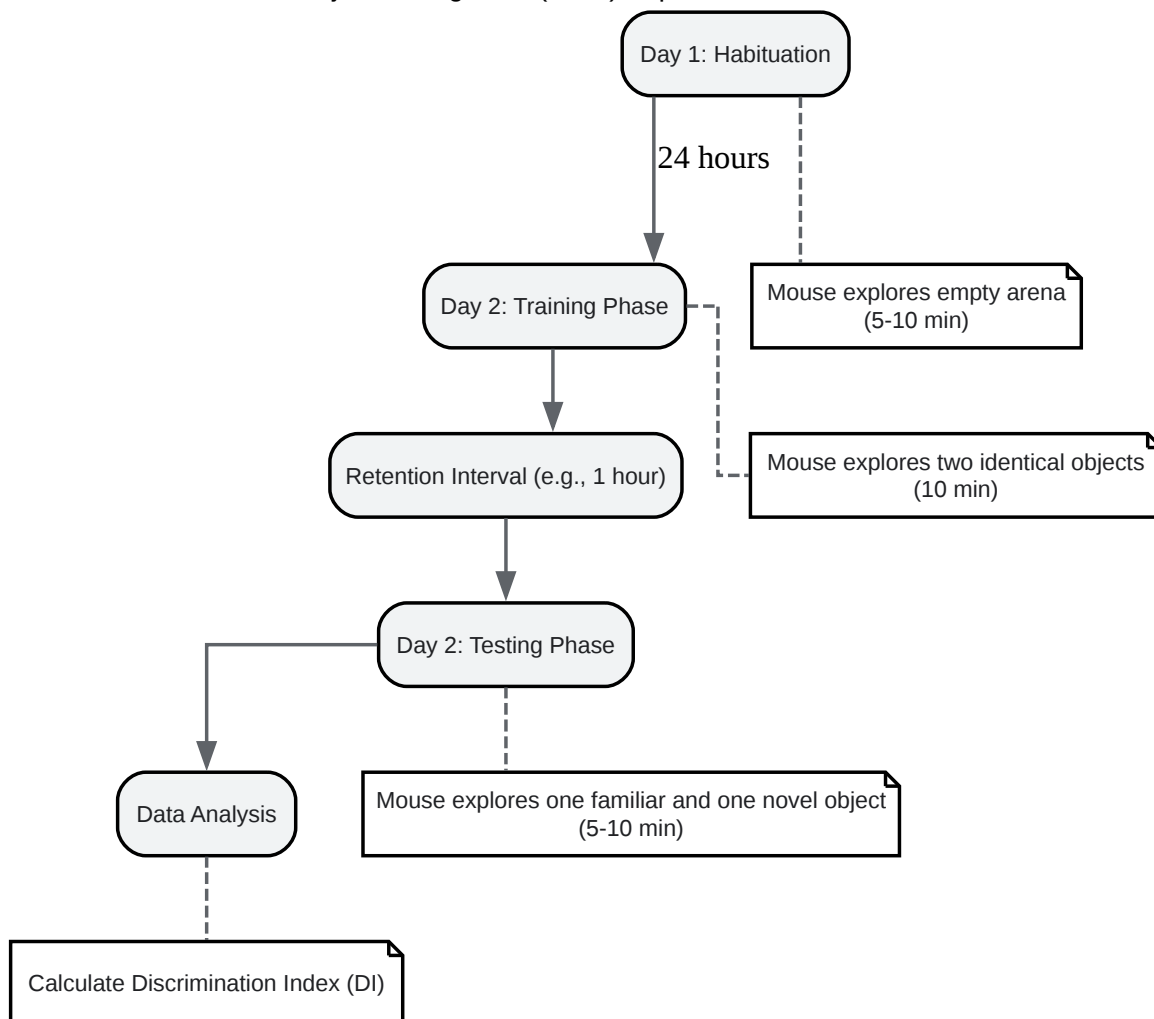 Day 1: Habituation
24 hours
Day 2: Training Phase
Mouse explores empty arena
(5-10 min)
Retention Interval (e.g., 1 hour)
Mouse explores two identical objects
(10 min)
Day 2: Testing Phase
Data Analysis
Mouse explores one familiar and one novel object
(5-10 min)
Calculate Discrimination Index (DI)